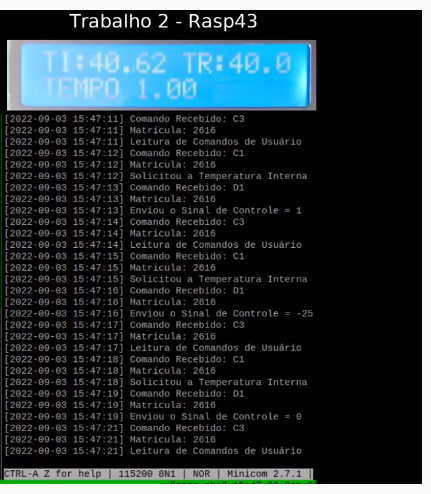 Trabalho 2 - Rasp43
TI:40.62 TR:40.0
TEMPO 1.00
[2022-09-03 15:47:11] Comando Recebido: C3
[2022-09-03 15:47:11] Matricula: 2616
[2022-09-03 15:47:11] Leitura de Comandos de Usuário
[2022-09-03 15:47:12] Comando Recebido: C1
[2022-09-03 15:47:12] Matricula: 2616
[2022-09-03 15:47:12] Solicitou a Temperatura Interna
[2022-09-03 15:47:13] Comando Recebido: D1
[2022-09-03 15:47:13] Matricula: 2616
[2022-09-03 15:47:13] Enviou o Sinal de Controle = 1
[2022-09-03 15:47:14] Comando Recebido: C3
[2022-09-03 15:47:14] Matricula: 2616
[2022-09-03 15:47:14] Leitura de Comandos de Usuário
[2022-09-03 15:47:15] Comando Recebido: C1
[2022-09-03 15:47:15] Matricula: 2616
[2022-09-03 15:47:15] Solicitou a Temperatura Interna
[2022-09-03 15:47:16] Comando Recebido: D1
[2022-09-03 15:47:16] Matricula: 2616
[2022-09-03 15:47:16] Enviou o Sinal de Controle = -25
[2022-09-03 15:47:17] Comando Recebido: C3
[2022-09-03 15:47:17] Matricula: 2616
[2022-09-03 15:47:17] Leitura de Comandos de Usuário
[2022-09-03 15:47:18] Comando Recebido: C1
[2022-09-03 15:47:18] Matricula: 2616
[2022-09-03 15:47:18] Solicitou a Temperatura Interna
[2022-09-03 15:47:19] Comando Recebido: D1
[2022-09-03 15:47:19] Matricula: 2616
[2022-09-03 15:47:19] Enviou o Sinal de Controle = 0
[2022-09-03 15:47:21] Comando Recebido: C3
[2022-09-03 15:47:21] Matricula: 2616
[2022-09-03 15:47:21] Leitura de Comandos de Usuário
CTRL-A Z for help | 115200 8N1 | NOR | Minicom 2.7.1 |